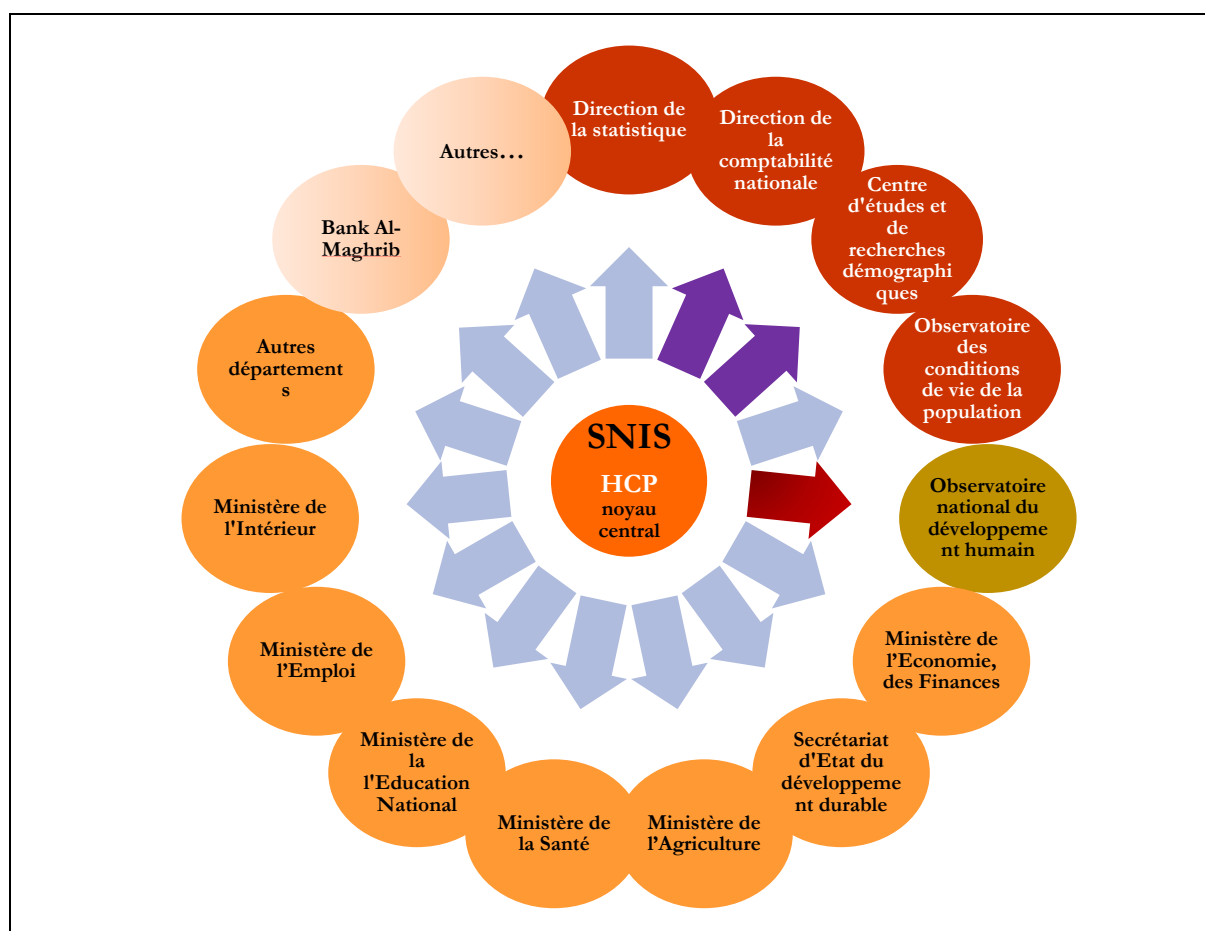 Direction de
la statistique
Direction de
la
comptabilité
nationale
Centre
d'études et
de
recherches
démographi
ques
Observatoire
des
conditions
de vie de la
population
Observatoire
national du
développeme
nt humain
Ministère de
l’Economie,
des Finances
Secrétariat
d'Etat du
développeme
nt durable
Ministère de
l’Agriculture
Ministère de
la Santé
Ministère de
la
l'Education
National
Ministère de
l’Emploi
Ministère de
l'Intérieur
Autres
département
s
Bank Al-
Maghrib
Autres…
SNIS
HCP
noyau
central